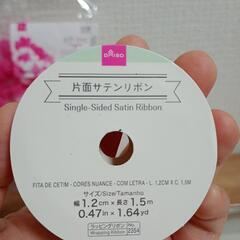 DAISO
片面サテンリボン
Single-Sided Satin Ribbon
FITA DE CETIM - CORES NUANCE - COM LETRA - L. 1,2CM X C. 1,5M
サイズ/Size/Tamanho
幅1.2cm×長さ1.5m
0.47in×1.64yd
ラッピングリボン
Wrapping Ribbon
No.
2354